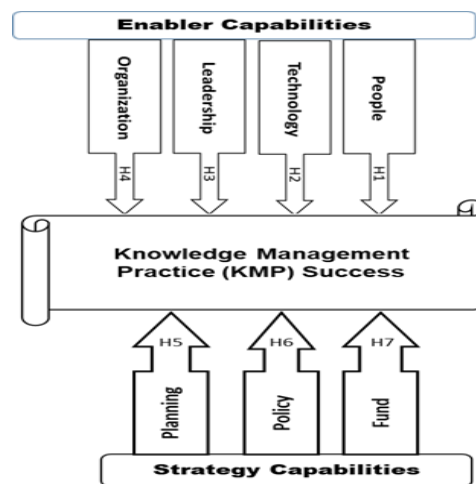 Enabler Capabilities
Organization
H4
Leadership
H3
Technology
H2
People
H1
Knowledge Management
Practice (KMP) Success
H5
Planning
H6
Policy
H7
Fund
Strategy Capabilities